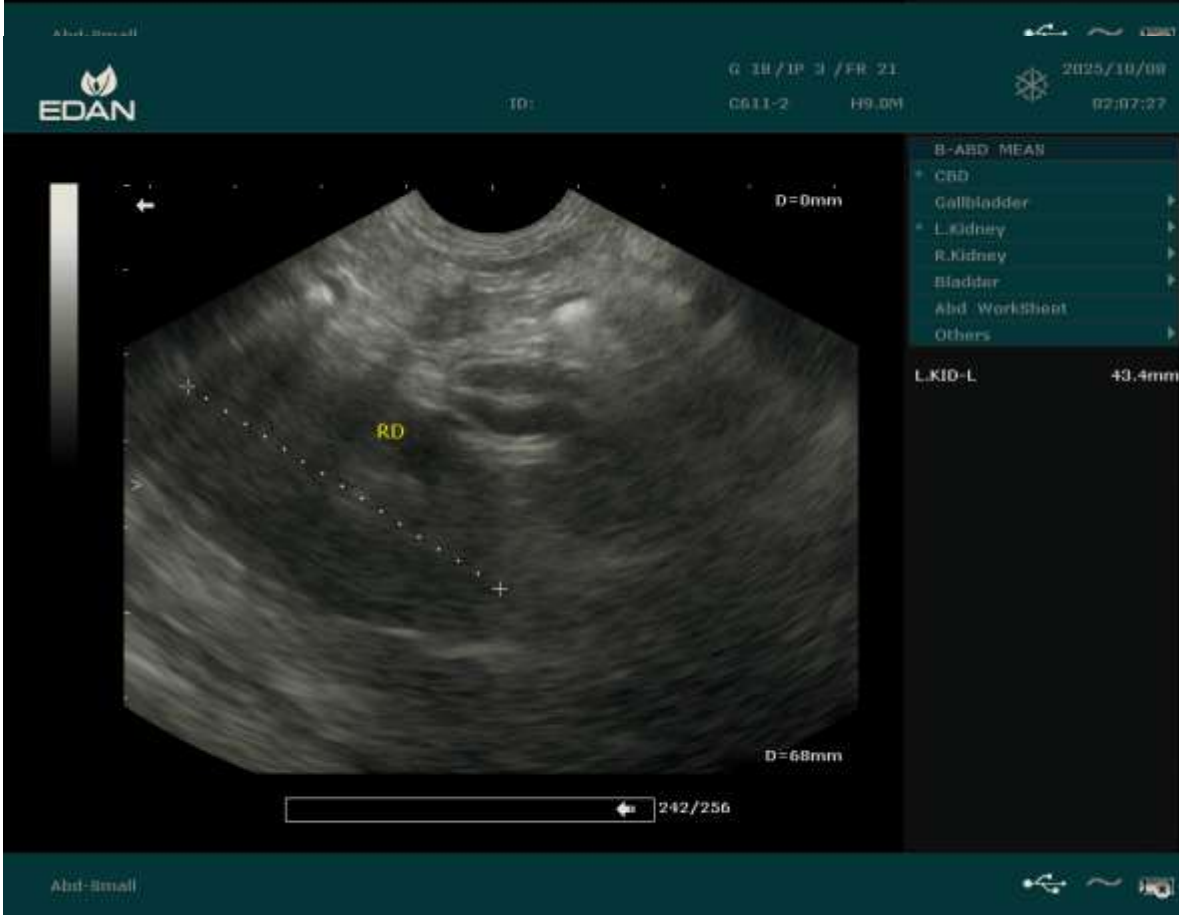 Abd-Small
EDAN
ID:
G 18/IP 3 /FR 21
C611-2 H9.0M
2025/10/08
02:07:27
B-ABD MEAS
CBD
Gallbladder
L.Kidney
R.Kidney
Bladder
Abd WorkSheet
Others
L.KID-L 43.4mm
D=0mm
RD
D=68mm
242/256
Abd-Small